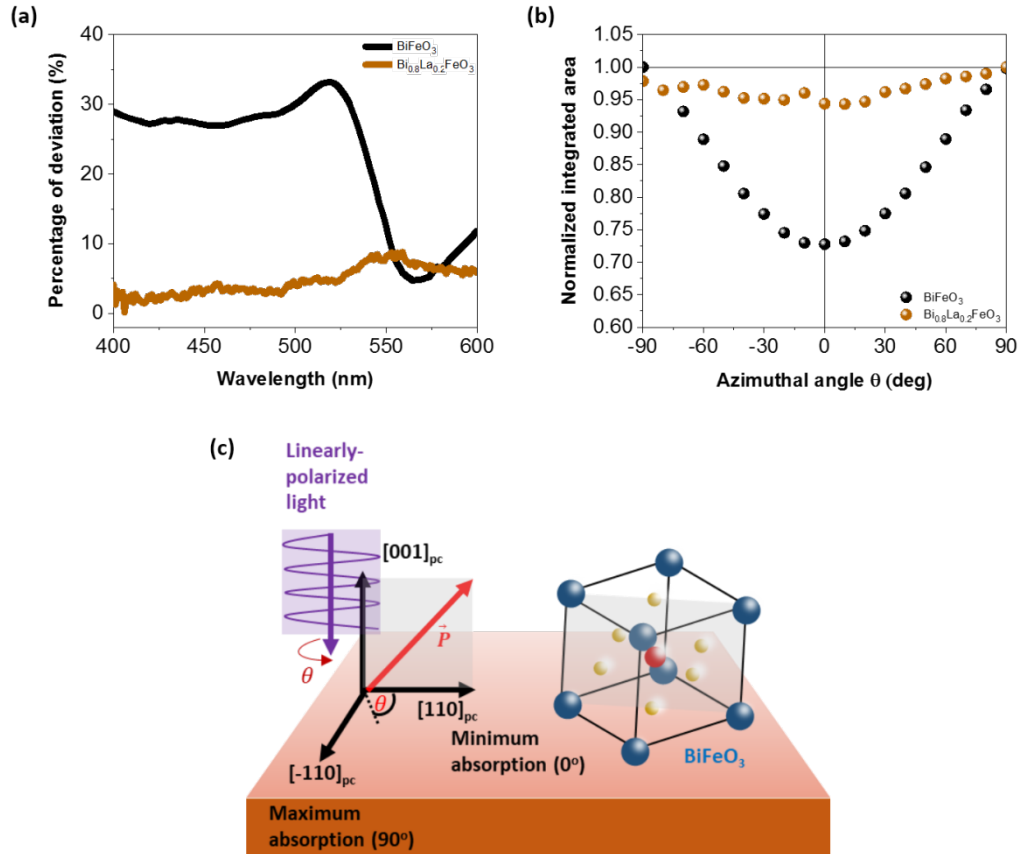 (a)
40
30
20
10
0
Percentage of deviation (%)
BiFeO₃
Bi₀.₈La₀.₂FeO₃
400
450
500
550
600
Wavelength (nm)
(b)
1.05
1.00
0.95
0.90
0.85
0.80
0.75
0.70
0.65
0.60
Normalized integrated area
BiFeO₃
Bi₀.₈La₀.₂FeO₃
-90
-60
-30
0
30
60
90
Azimuthal angle θ (deg)
(c)
Linearly-
polarized
light
θ
[001]pc
P⃗
θ
[110]pc
[-110]pc
Minimum
absorption (0º)
Maximum
absorption (90º)
BiFeO₃